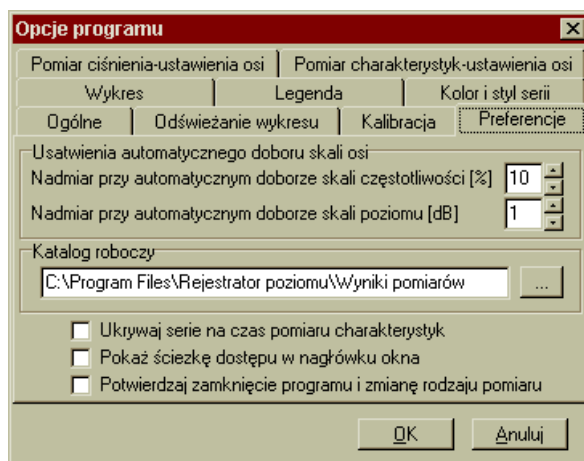 Opcje programu
Pomiar ciśnienia-ustawienia osi
Pomiar charakterystyk-ustawienia osi
Wykres
Legenda
Kolor i styl serii
Ogólne
Odświeżanie wykresu
Kalibracja
Preferencje
Usatwienia automatycznego doboru skali osi
Nadmiar przy automatycznym doborze skali częstotliwości [%] 10
Nadmiar przy automatycznym doborze skali poziomu [dB] 1
Katalog roboczy
C:\Program Files\Rejestrator poziomu\Wyniki pomiarów ...
Ukrywaj serie na czas pomiaru charakterystyk
Pokaż ściezkę dostępu w nagłówku okna
Potwierdzaj zamknięcie programu i zmianę rodzaju pomiaru
OK Anuluj